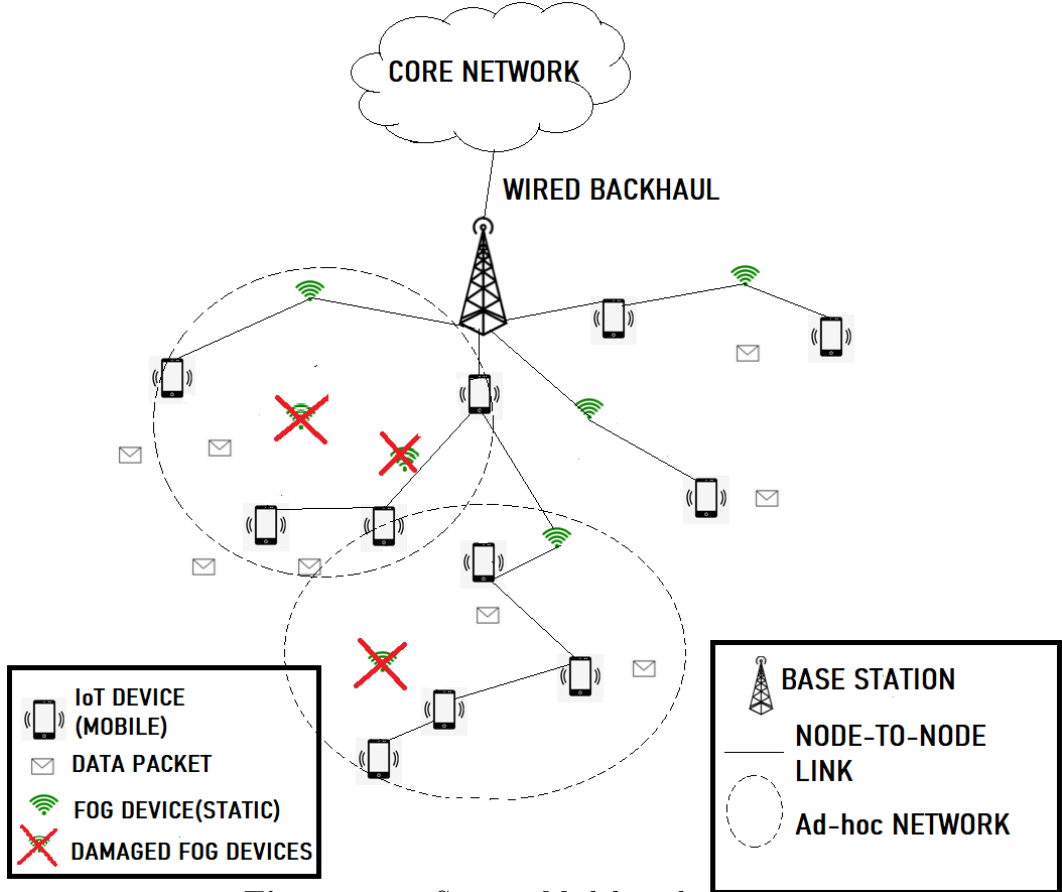 CORE NETWORK
WIRED BACKHAUL
IoT DEVICE
(MOBILE)
DATA PACKET
FOG DEVICE(STATIC)
DAMAGED FOG DEVICES
BASE STATION
NODE-TO-NODE
LINK
Ad-hoc NETWORK